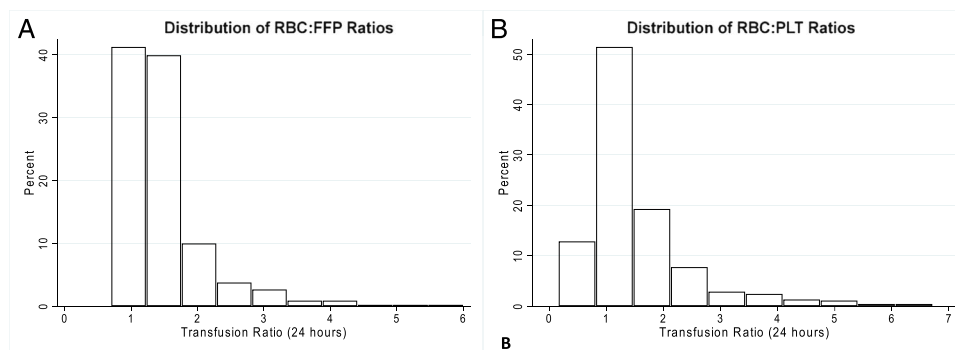 A
Distribution of RBC:FFP Ratios
Percent
40
30
20
10
0
0 1 2 3 4 5 6
Transfusion Ratio (24 hours)
B
Distribution of RBC:PLT Ratios
Percent
50
40
30
20
10
0
0 1 2 3 4 5 6 7
Transfusion Ratio (24 hours)
B